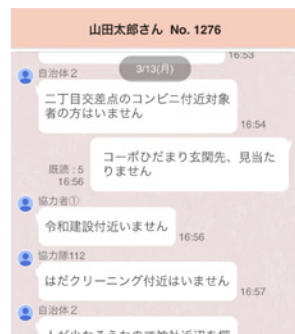 山田太郎さん No. 1276
16:53
3/13(月)
自治体2
二丁目交差点のコンビニ付近対象
者の方はいません
16:54
コーポひだまり玄関先、見当た
りません
既読 : 5
16:56
協力者①
令和建設付近いません
16:56
協力隊112
はだクリーニング付近はいません
16:57
自治体2